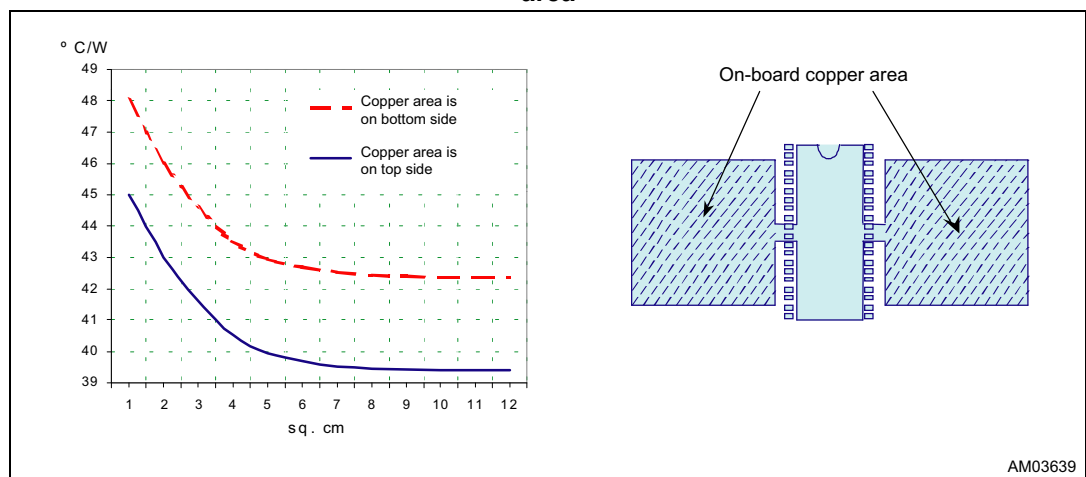 area
º C/W
49
48
47
46
45
44
43
42
41
40
39
1 2 3 4 5 6 7 8 9 10 11 12
sq. cm
Copper area is
on bottom side
Copper area is
on top side
On-board copper area
AM03639